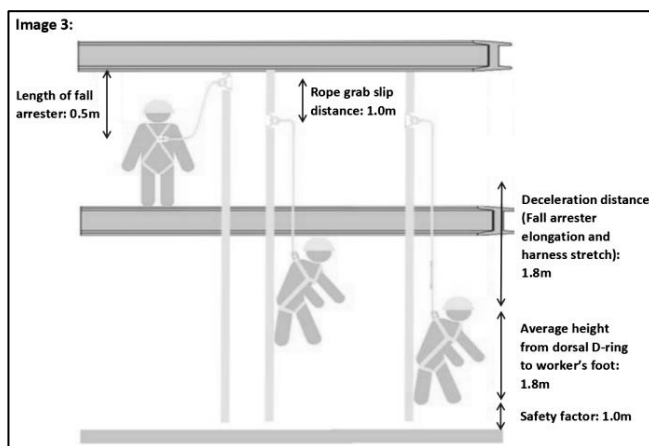 Image 3:
Length of fall
arrester: 0.5m
Rope grab slip
distance: 1.0m
Deceleration distance
(Fall arrester
elongation and
harness stretch):
1.8m
Average height
from dorsal D-ring
to worker's foot:
1.8m
Safety factor: 1.0m